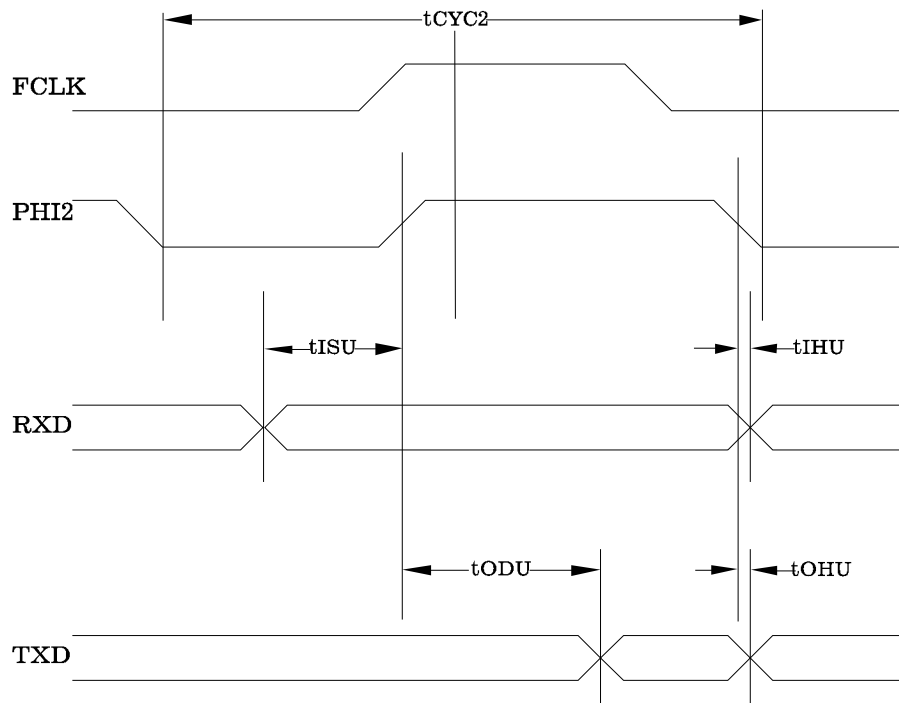 tCYC2
FCLK
PHI2
tISU
tIHU
RXD
tODU
tOHU
TXD